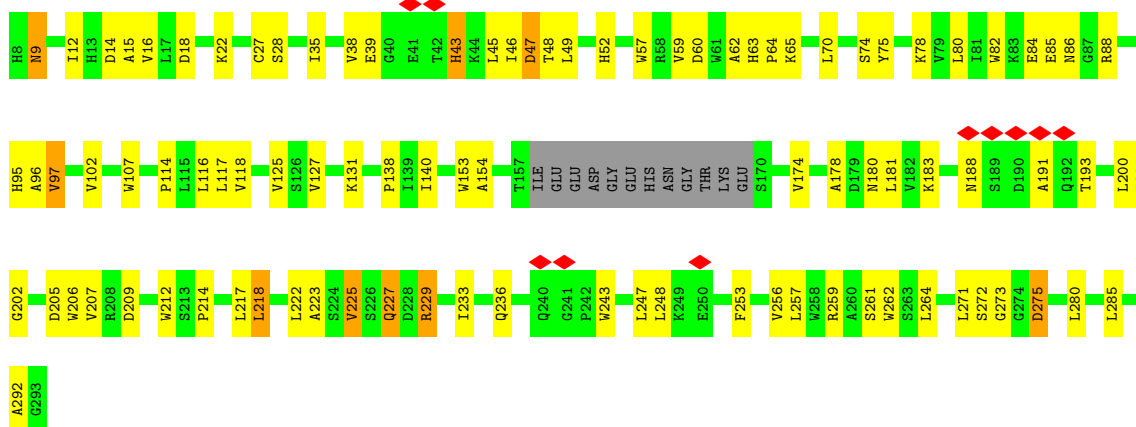 H8 N9 I12 H13 D14 A15 V16 L17 D18 K22 C27 S28 I35 V38 E39 G40 E41 T42 H43 K44 L45 I46 D47 T48 L49 H52 W57 R58 V59 D60 W61 A62 H63 P64 K65 L70 S74 Y75 K78 V79 L80 I81 W82 K83 E84 E85 N86 G87 R88
H95 A96 V97 V102 W107 P114 L115 L116 L117 V118 V125 S126 V127 K131 P138 I139 I140 W153 A154 T157 ILE GLU GLU ASP GLY GLU HIS ASN GLY THR LYS GLU S170 V174 A178 D179 N180 L181 V182 K183 N188 S189 D190 A191 Q192 T193 L200
G202 D205 W206 V207 R208 D209 W212 S213 P214 L217 L218 L222 A223 S224 V225 S226 Q227 D228 R229 I233 Q236 Q240 G241 P242 W243 L247 L248 K249 E250 F253 V256 L257 W258 R259 A260 S261 W262 S263 L264 L271 S272 G273 G274 D275 L280 L285
A292 G293